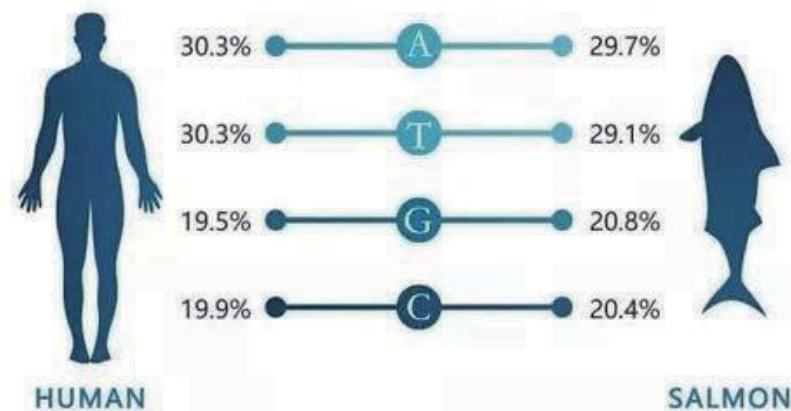 30.3% A 29.7%
30.3% T 29.1%
19.5% G 20.8%
19.9% C 20.4%
HUMAN SALMON